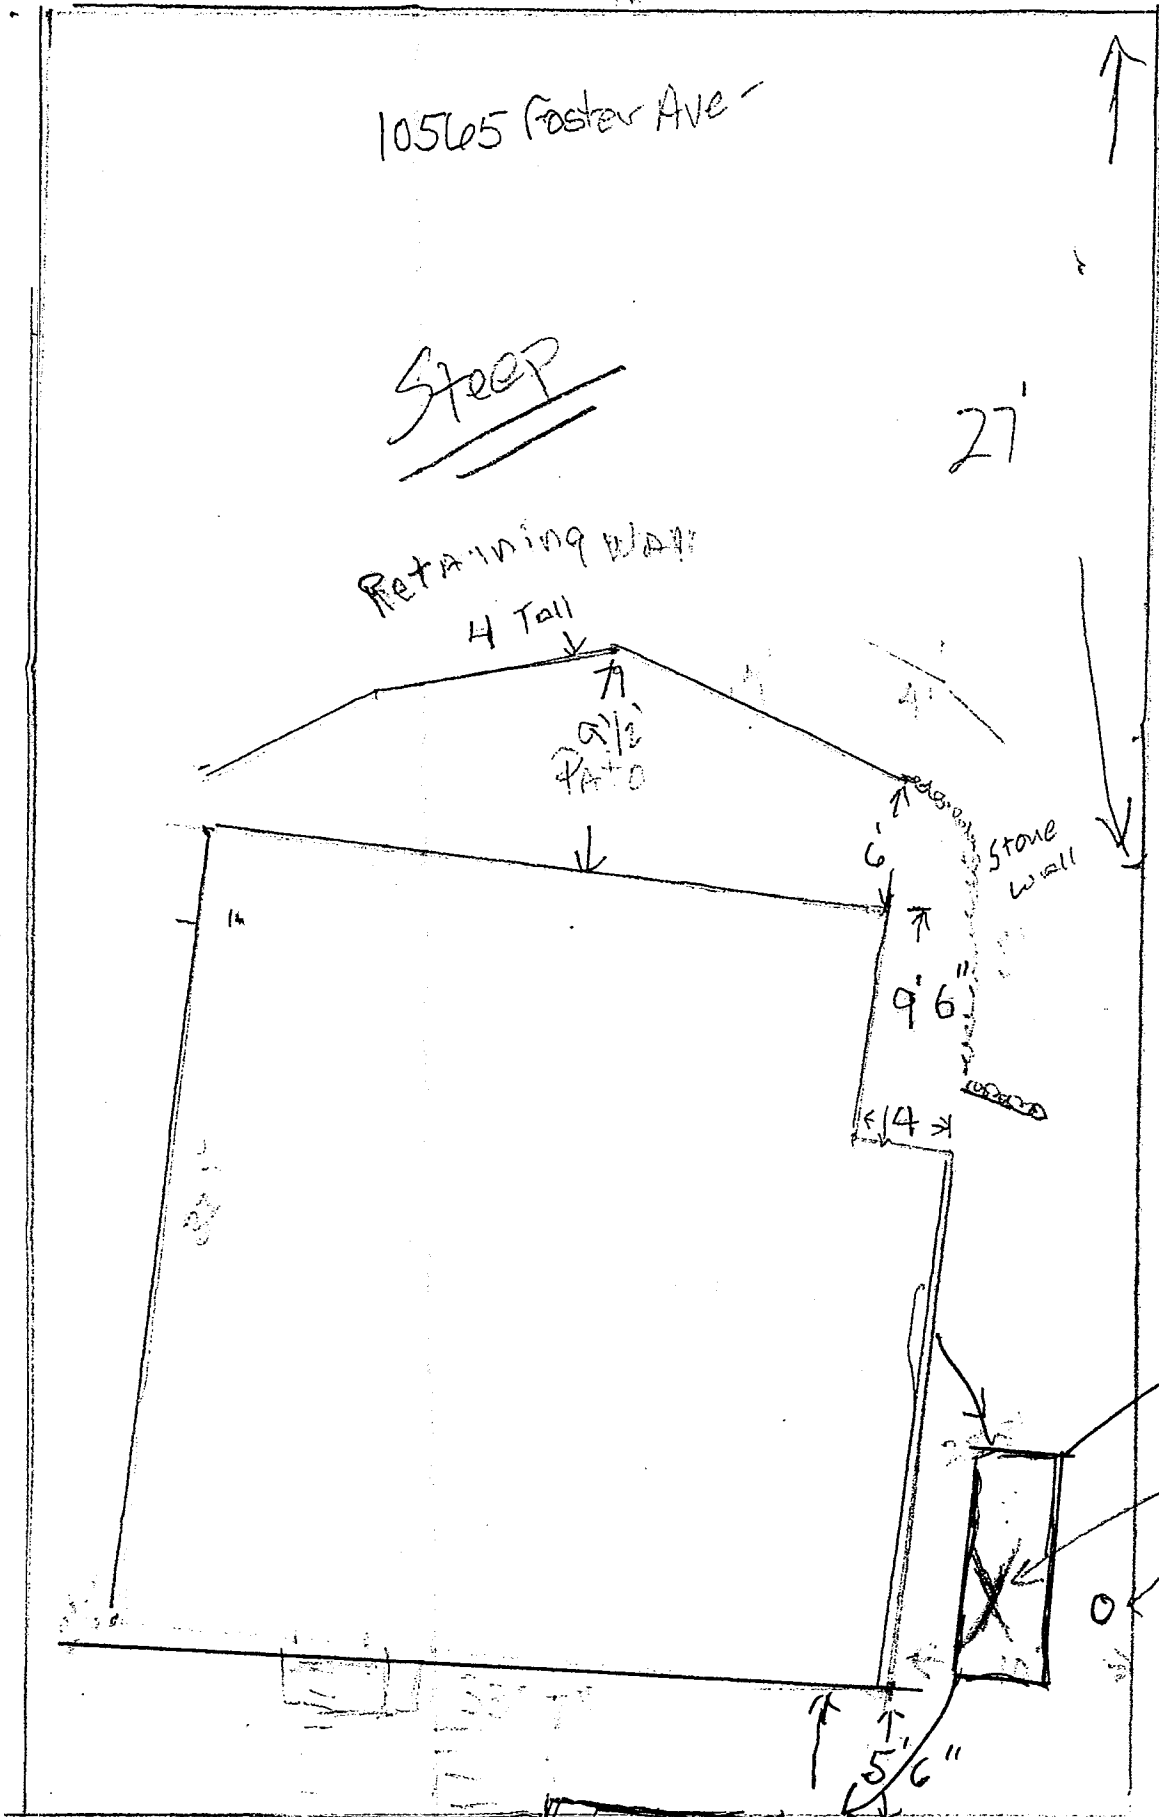 10565 Foster Ave -
Steep
27'
Retaining Wall
4 Tall
4'
9 1/2'
Patio
6'
Stone
Wall
9' 6"
14
X
O
5' 6"